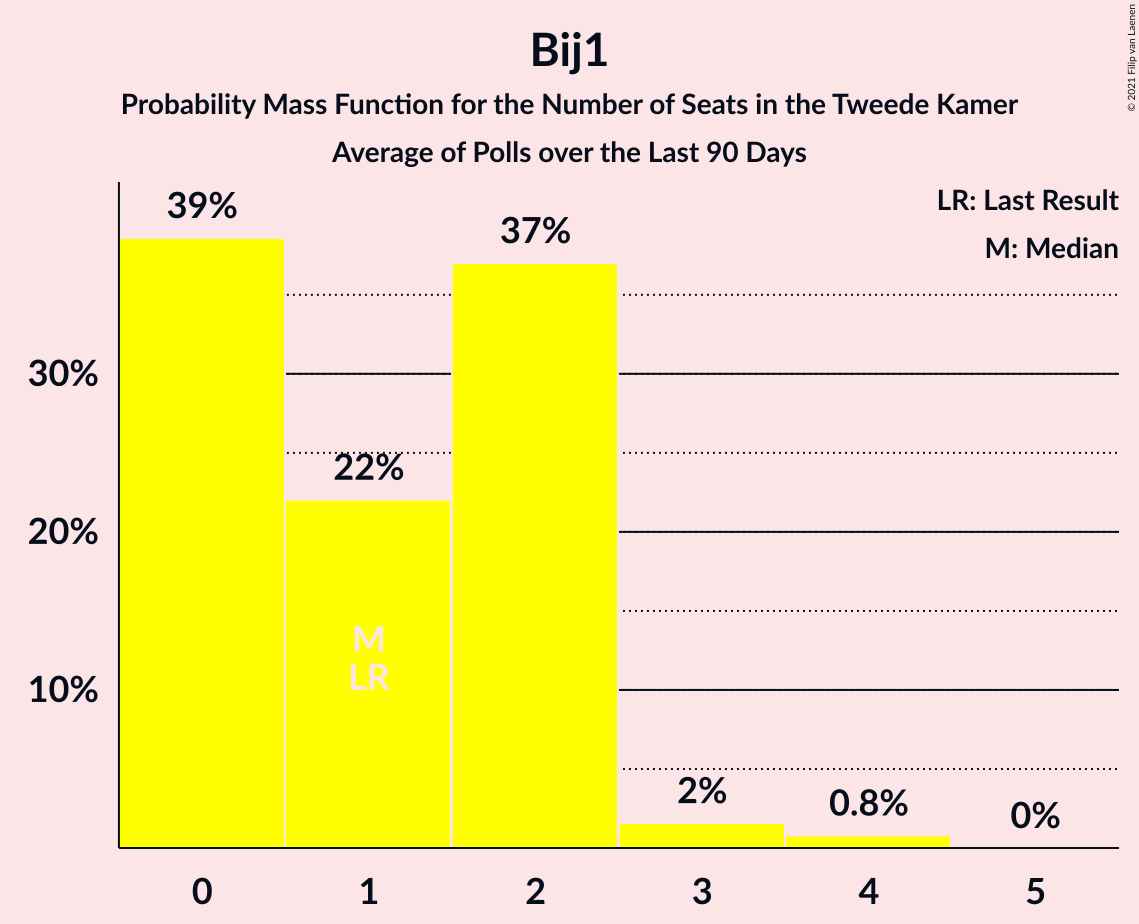 Bij1
Probability Mass Function for the Number of Seats in the Tweede Kamer
Average of Polls over the Last 90 Days
© 2021 Filip van Laenen
LR: Last Result
M: Median
39%
22%
37%
2%
0.8%
0%
30%
20%
10%
M
LR
0 1 2 3 4 5